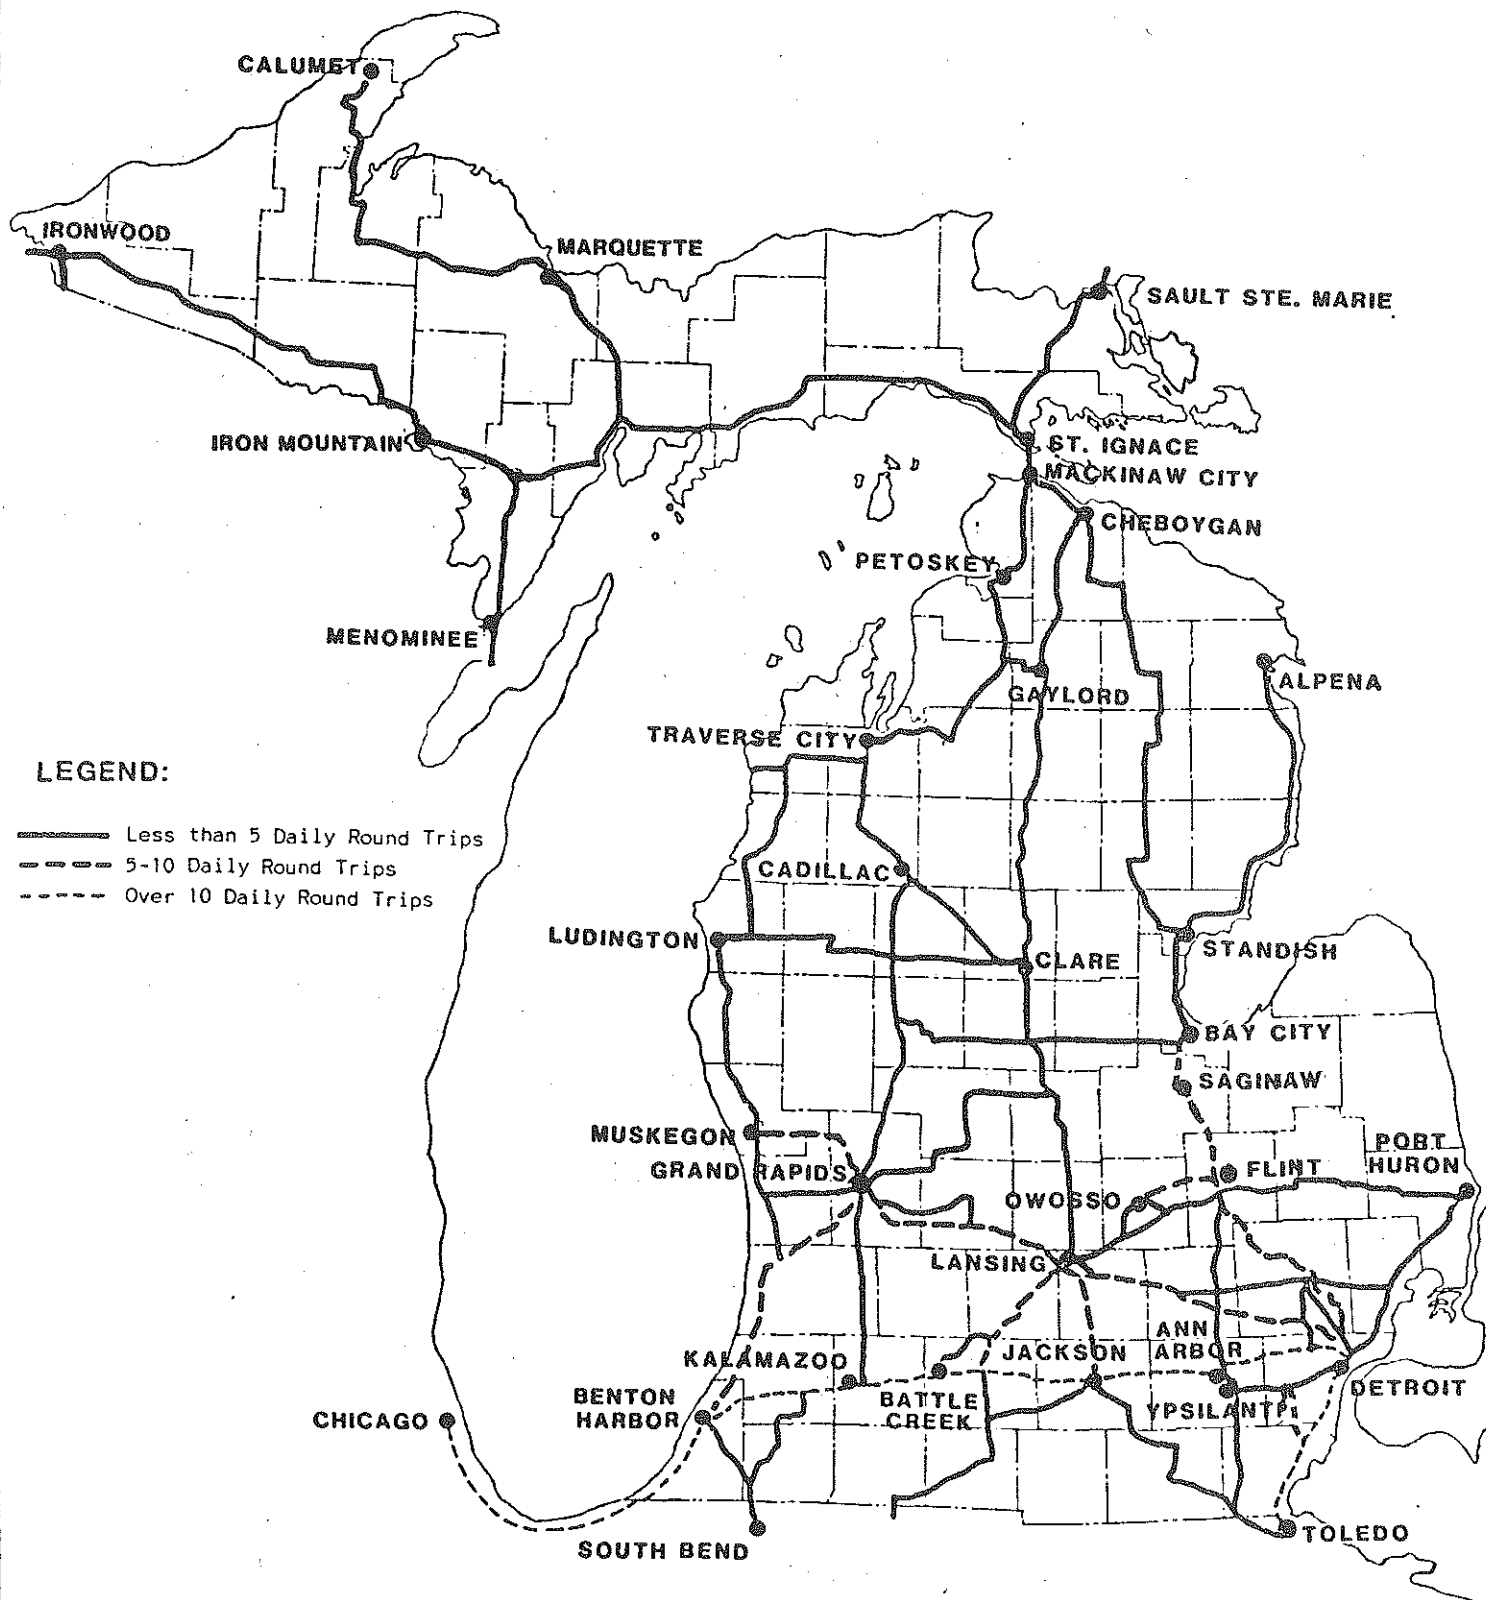 CALUMET
IRONWOOD
MARQUETTE
SAULT STE. MARIE
IRON MOUNTAIN
ST. IGNACE
MACKINAW CITY
CHEBOYGAN
PETOSKEY
MENOMINEE
ALPENA
GAYLORD
TRAVERSE CITY
LEGEND:
Less than 5 Daily Round Trips
5-10 Daily Round Trips
Over 10 Daily Round Trips
CADILLAC
LUDINGTON
STANDISH
CLARE
BAY CITY
SAGINAW
MUSKEGON
PORT
HURON
GRAND RAPIDS
FLINT
OWOSSO
LANSING
ANN
ARBOR
JACKSON
KALAMAZOO
DETROIT
BENTON
HARBOR
BATTLE
CREEK
YPSILANTI
CHICAGO
TOLEDO
SOUTH BEND